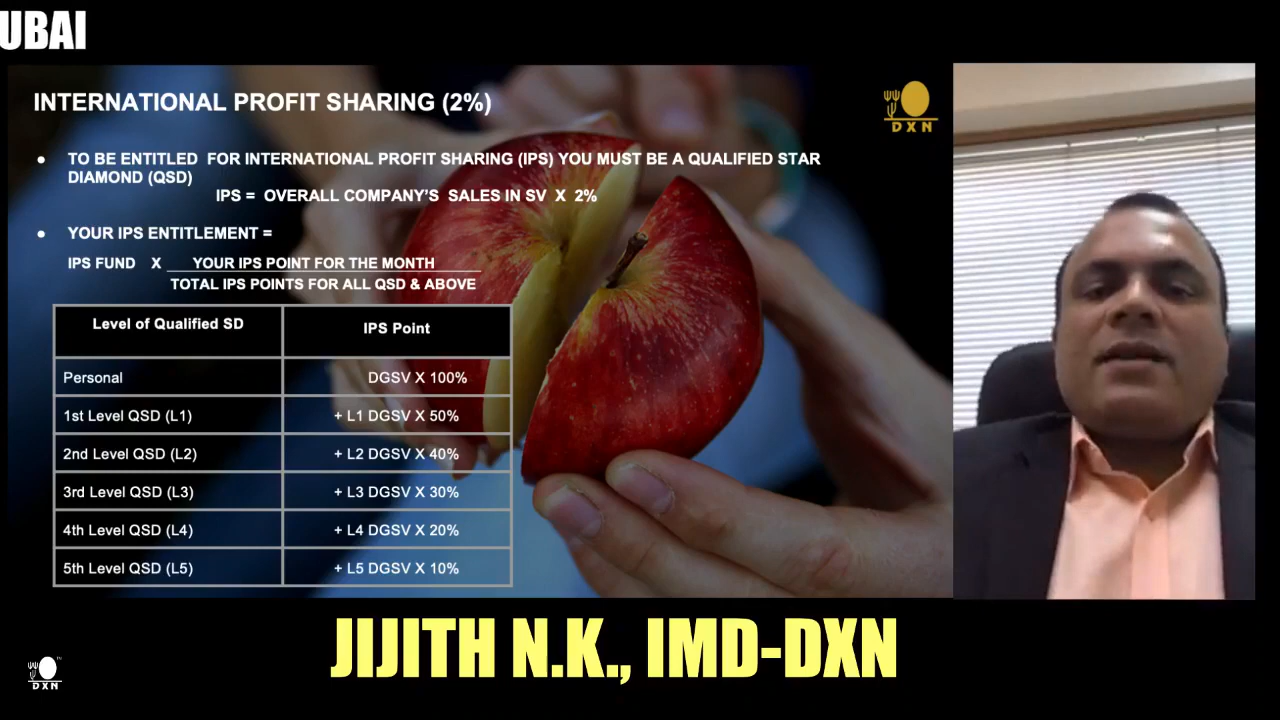 UBAI
INTERNATIONAL PROFIT SHARING (2%)
DXN
• TO BE ENTITLED FOR INTERNATIONAL PROFIT SHARING (IPS) YOU MUST BE A QUALIFIED STAR
DIAMOND (QSD)
IPS = OVERALL COMPANY'S SALES IN SV X 2%
• YOUR IPS ENTITLEMENT =
IPS FUND X YOUR IPS POINT FOR THE MONTH
TOTAL IPS POINTS FOR ALL QSD & ABOVE
Level of Qualified SD IPS Point
Personal DGSV X 100%
1st Level QSD (L1) + L1 DGSV X 50%
2nd Level QSD (L2) + L2 DGSV X 40%
3rd Level QSD (L3) + L3 DGSV X 30%
4th Level QSD (L4) + L4 DGSV X 20%
5th Level QSD (L5) + L5 DGSV X 10%
JIJITH N.K., IMD-DXN
DXN